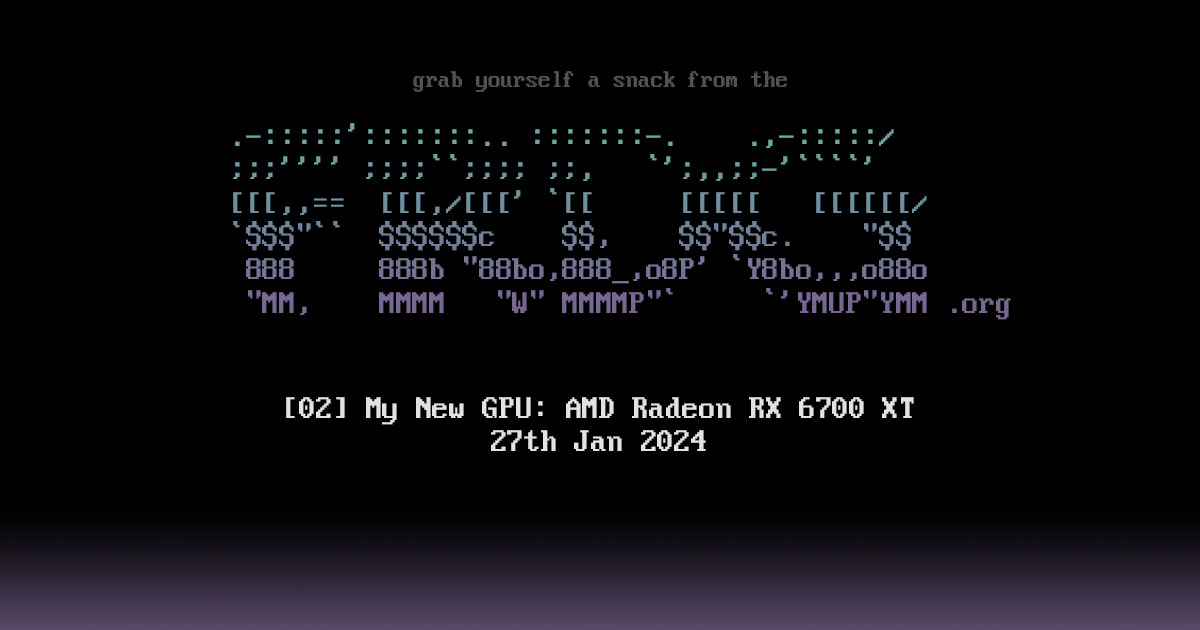 grab yourself a snack from the
.-:::::':::::::.. :::::::-.    .,-:::::/
;;;'''' ;;;;``;;;; ;;,   `';,,;;-'````'
[[[,,==  [[[,/[[[' `[[     [[[[[   [[[[[[/
`$$$"``  $$$$$$c    $$,    $$"$$c.    "$$
888     888b "88bo,888_,o8P' `Y8bo,,,o88o
"MM,    MMMM   "W" MMMMP"`     `'YMUP"YMM .org
[02] My New GPU: AMD Radeon RX 6700 XT
27th Jan 2024